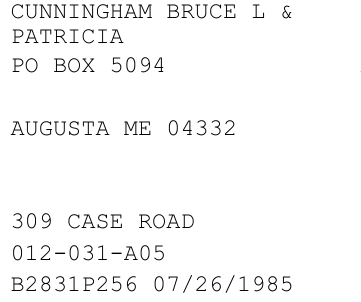 CUNNINGHAM BRUCE L &
PATRICIA
PO BOX 5094
AUGUSTA ME 04332
309 CASE ROAD
012-031-A05
B2831P256 07/26/1985